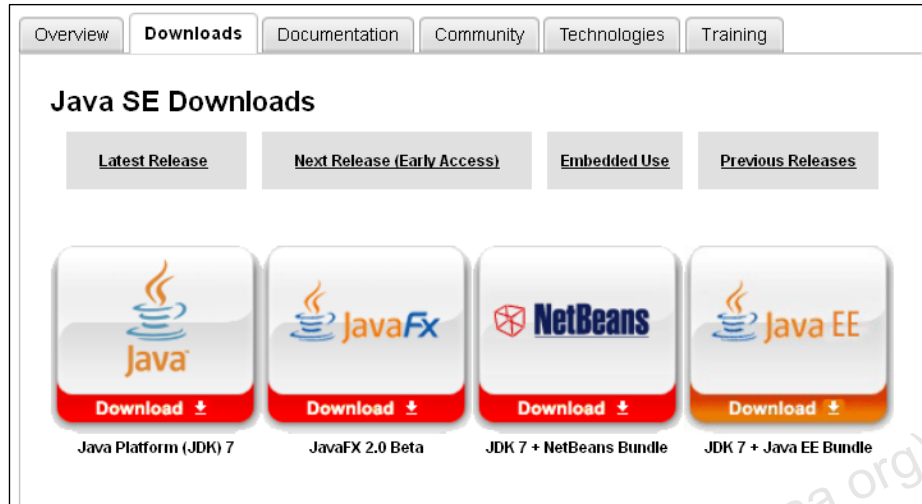 Overview Downloads Documentation Community Technologies Training
Java SE Downloads
Latest Release Next Release (Early Access) Embedded Use Previous Releases
Java JavaFX NetBeans Java EE
Download Download Download Download
Java Platform (JDK) 7 JavaFX 2.0 Beta JDK 7 + NetBeans Bundle JDK 7 + Java EE Bundle
org)